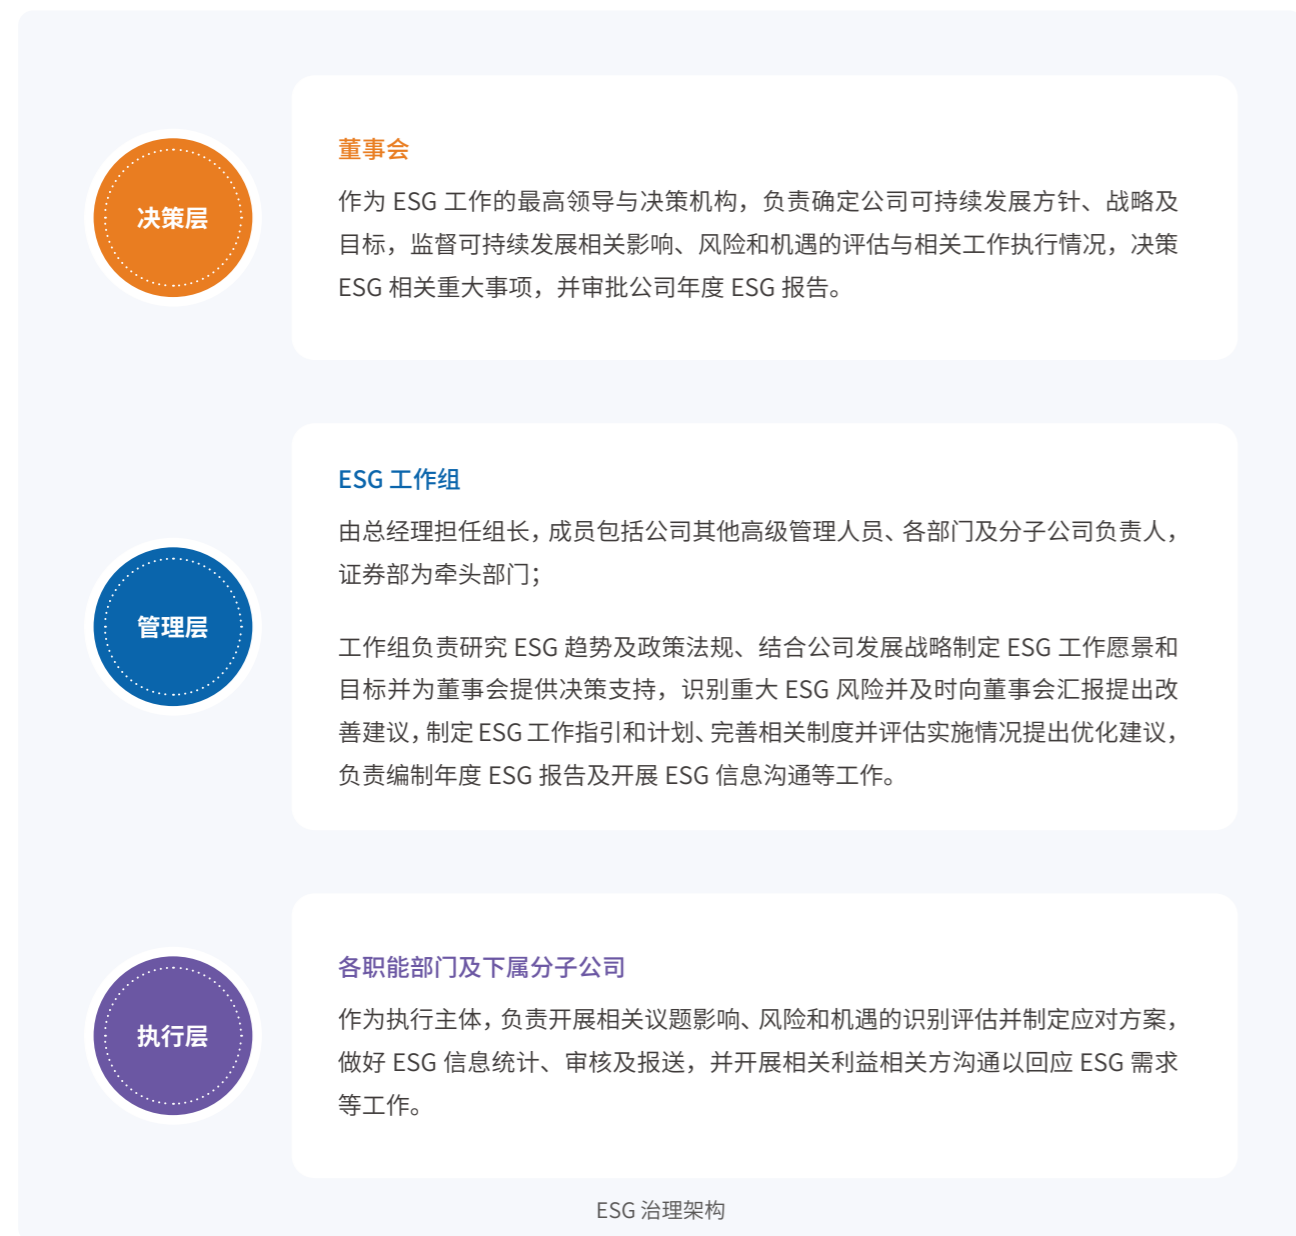 决策层
董事会
作为 ESG 工作的最高领导与决策机构，负责确定公司可持续发展方针、战略及
目标，监督可持续发展相关影响、风险和机遇的评估与相关工作执行情况，决策
ESG 相关重大事项，并审批公司年度 ESG 报告。
管理层
ESG 工作组
由总经理担任组长，成员包括公司其他高级管理人员、各部门及分子公司负责人，
证券部为牵头部门；
工作组负责研究 ESG 趋势及政策法规、结合公司发展战略制定 ESG 工作愿景和
目标并为董事会提供决策支持，识别重大 ESG 风险并及时向董事会汇报提出改
善建议，制定 ESG 工作指引和计划、完善相关制度并评估实施情况提出优化建议，
负责编制年度 ESG 报告及开展 ESG 信息沟通等工作。
执行层
各职能部门及下属分子公司
作为执行主体，负责开展相关议题影响、风险和机遇的识别评估并制定应对方案，
做好 ESG 信息统计、审核及报送，并开展相关利益相关方沟通以回应 ESG 需求
等工作。
ESG 治理架构